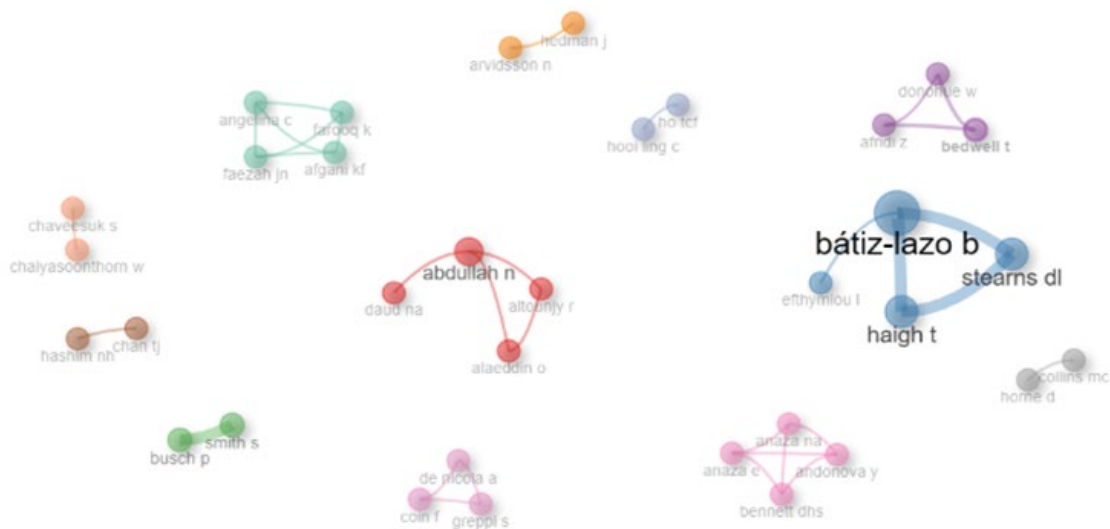 hedman j
arvidsson n
donohue w
angelina c
farooq k
ho tcf
hooi ling c
afridi z
bedwell t
faezah jn
afgani kf
chaveesuk s
bátiz-lazo b
chaiyasoonthorn w
abdullah n
stearns dl
daud na
altounjy r
efthymiou l
haigh t
hashim nh
chan tj
alaeddin o
collins mc
horne d
smith s
busch p
anaza na
de nicola a
anaza e
andonova y
bennett dhs
coin f
greppi s